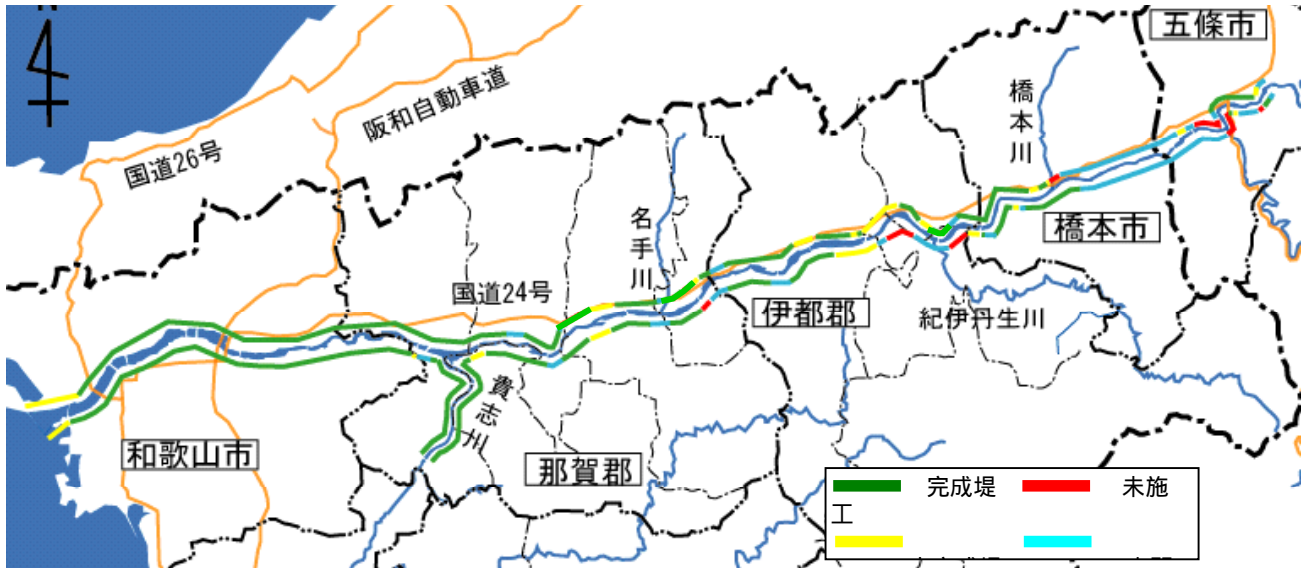 N
五條市
橋本川
阪和自動車道
国道26号
名手川
橋本市
国道24号
伊都郡
紀伊丹生川
貴志川
和歌山市
那賀郡
完成堤 未施
工